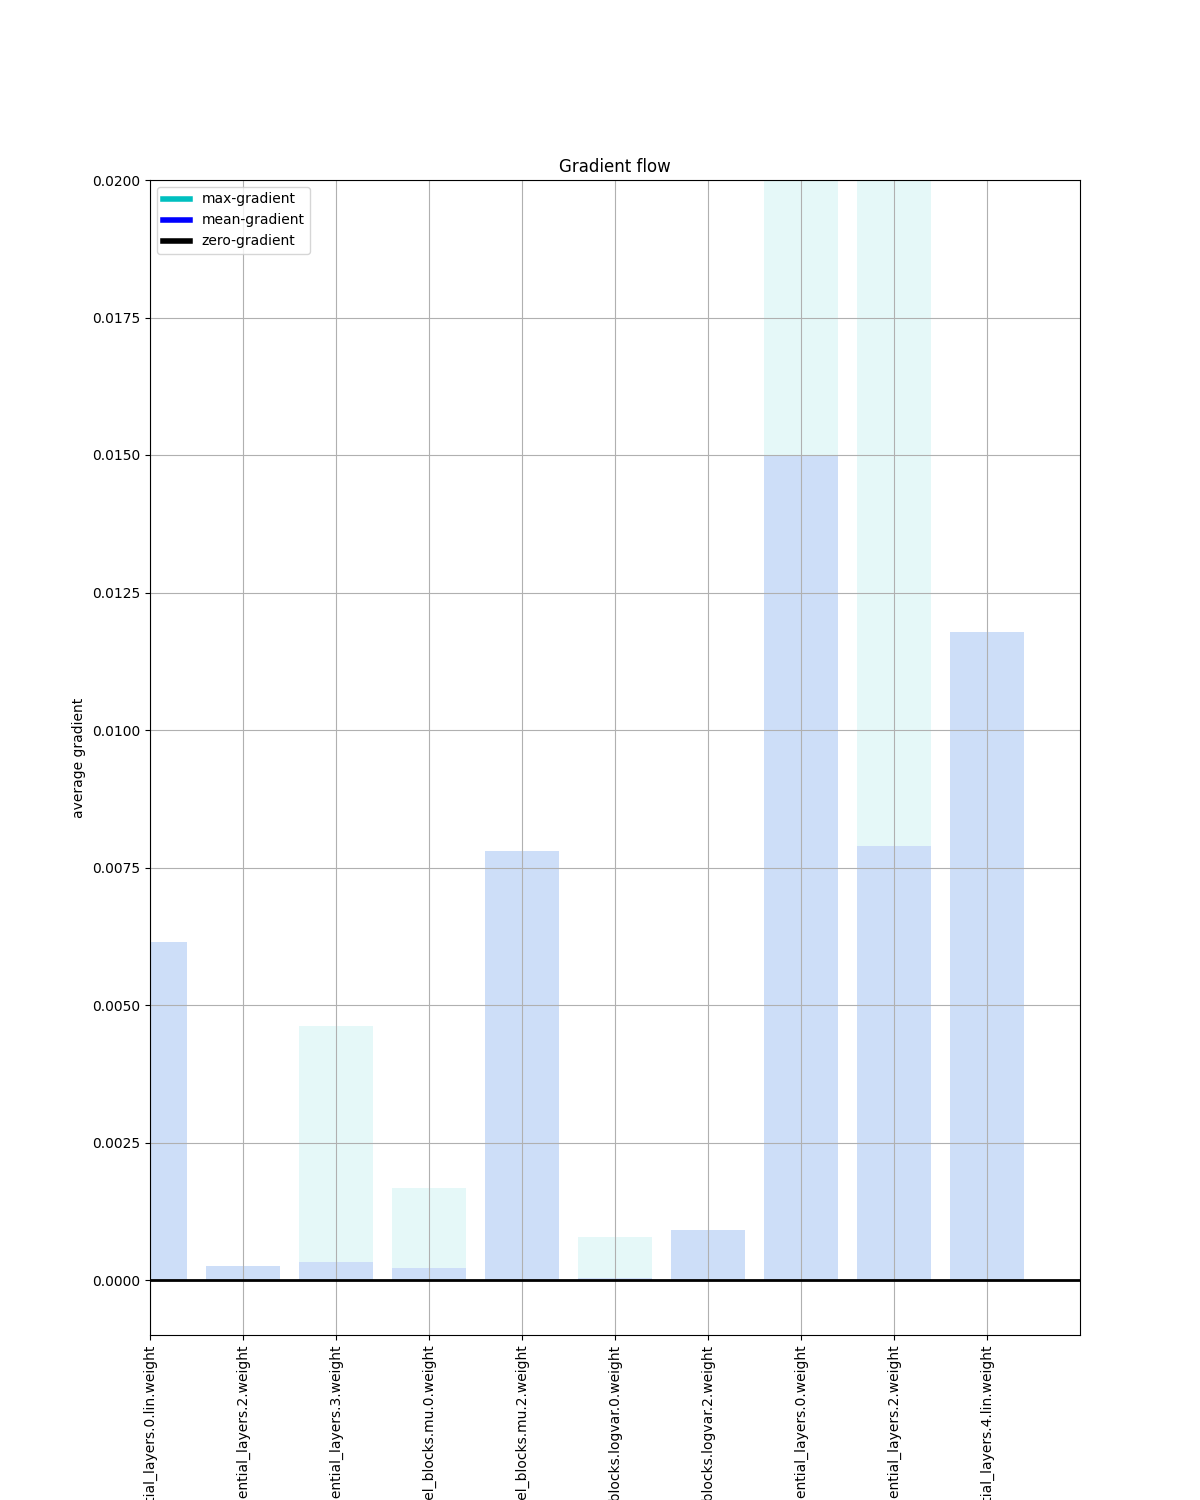 Gradient flow
max-gradient
mean-gradient
zero-gradient
average gradient
0.0200
0.0175
0.0150
0.0125
0.0100
0.0075
0.0050
0.0025
0.0000
tial_layers.0.lin.weight
ential_layers.2.weight
ential_layers.3.weight
el_blocks.mu.0.weight
el_blocks.mu.2.weight
blocks.logvar.0.weight
blocks.logvar.2.weight
ential_layers.0.weight
ential_layers.2.weight
tial_layers.4.lin.weight